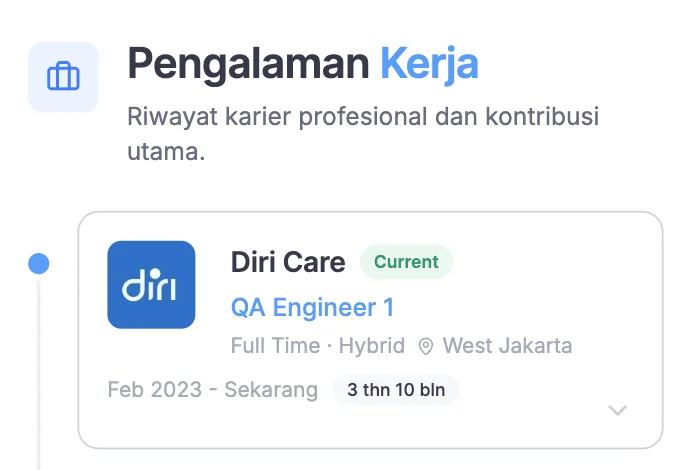 Pengalaman Kerja
Riwayat karier profesional dan kontribusi
utama.
diri
Diri Care
Current
QA Engineer 1
Full Time · Hybrid
West Jakarta
Feb 2023 - Sekarang
3 thn 10 bln